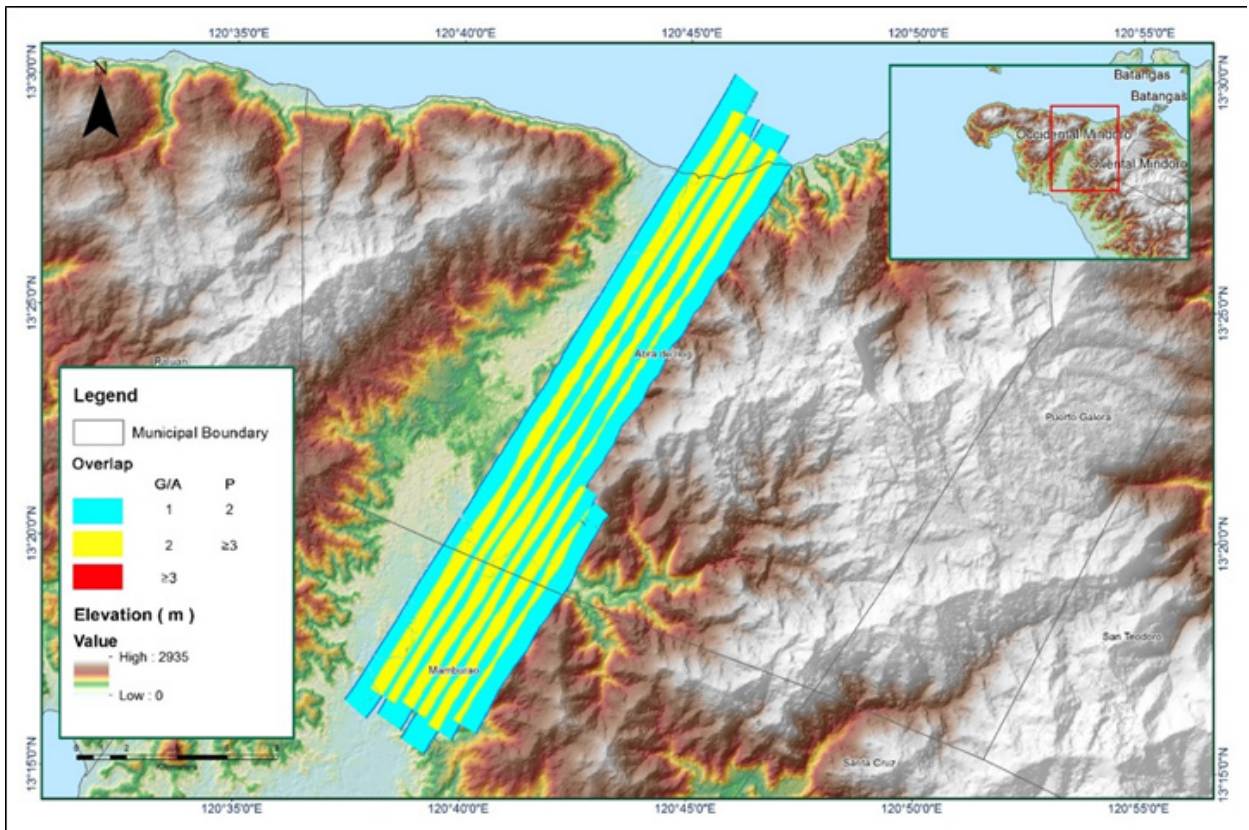 120°35'0"E 120°40'0"E 120°45'0"E 120°50'0"E 120°55'0"E
13°30'0"N
13°30'0"N
N
Batangas
Batangas
Occidental Mindoro
Oriental Mindoro
13°25'0"N
13°25'0"N
Abra de Ilog
Paluan
Puerto Galera
Legend
Municipal Boundary
Overlap
G/A P
1 2
2 ≥3
≥3
Elevation ( m )
Value
High : 2935
Low : 0
13°20'0"N
13°20'0"N
San Teodoro
Mamburao
Santa Cruz
13°15'0"N
13°15'0"N
120°35'0"E 120°40'0"E 120°45'0"E 120°50'0"E 120°55'0"E